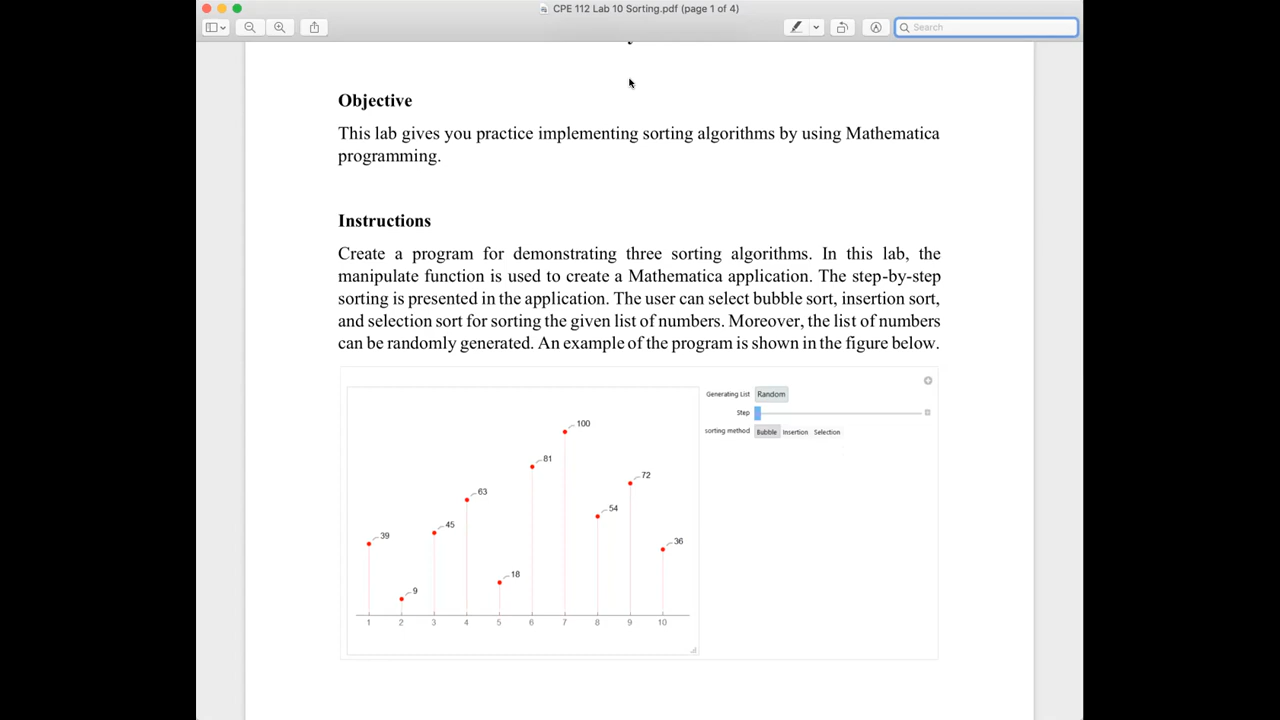 CPE 112 Lab 10 Sorting.pdf (page 1 of 4)
Search
Objective
This lab gives you practice implementing sorting algorithms by using Mathematica
programming.
Instructions
Create a program for demonstrating three sorting algorithms. In this lab, the
manipulate function is used to create a Mathematica application. The step-by-step
sorting is presented in the application. The user can select bubble sort, insertion sort,
and selection sort for sorting the given list of numbers. Moreover, the list of numbers
can be randomly generated. An example of the program is shown in the figure below.
Generating List Random
Step
sorting method Bubble Insertion Selection
100
81
72
63
54
45
39
36
18
9
1 2 3 4 5 6 7 8 9 10